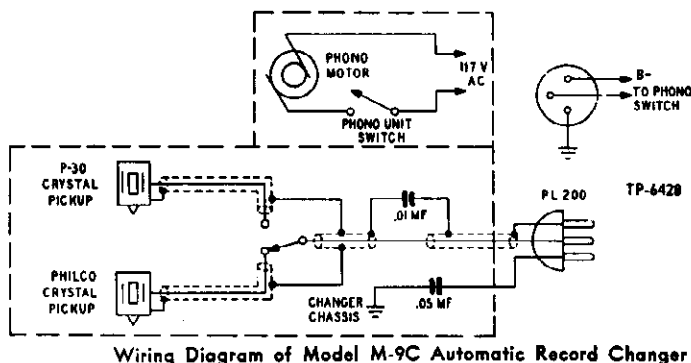 PHONO
MOTOR
117 V
AC
PHONO UNIT
SWITCH
B-
TO PHONO
SWITCH
P-30
CRYSTAL
PICKUP
.01 MF
PL 200
TP-6428
PHILCO
CRYSTAL
PICKUP
CHANGER
CHASSIS
.05 MF
Wiring Diagram of Model M-9C Automatic Record Changer